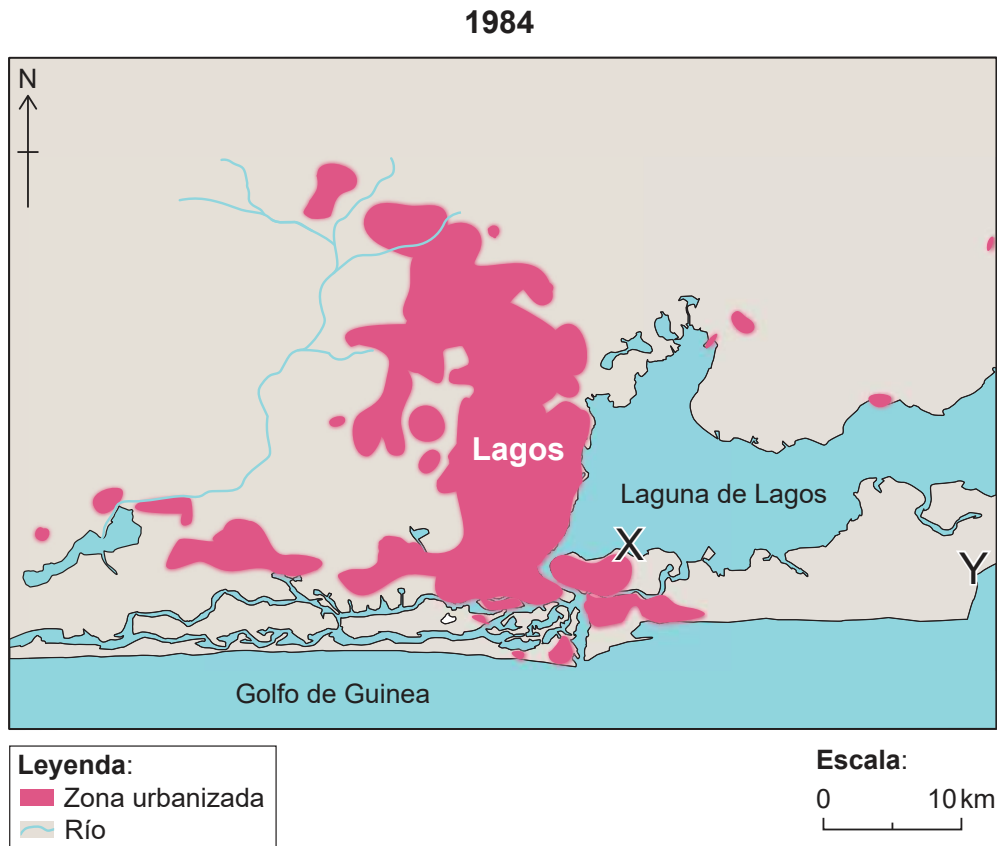 1984
N
Lagos
Laguna de Lagos
X
Y
Golfo de Guinea
Leyenda:
Zona urbanizada
Río
Escala:
0 10 km